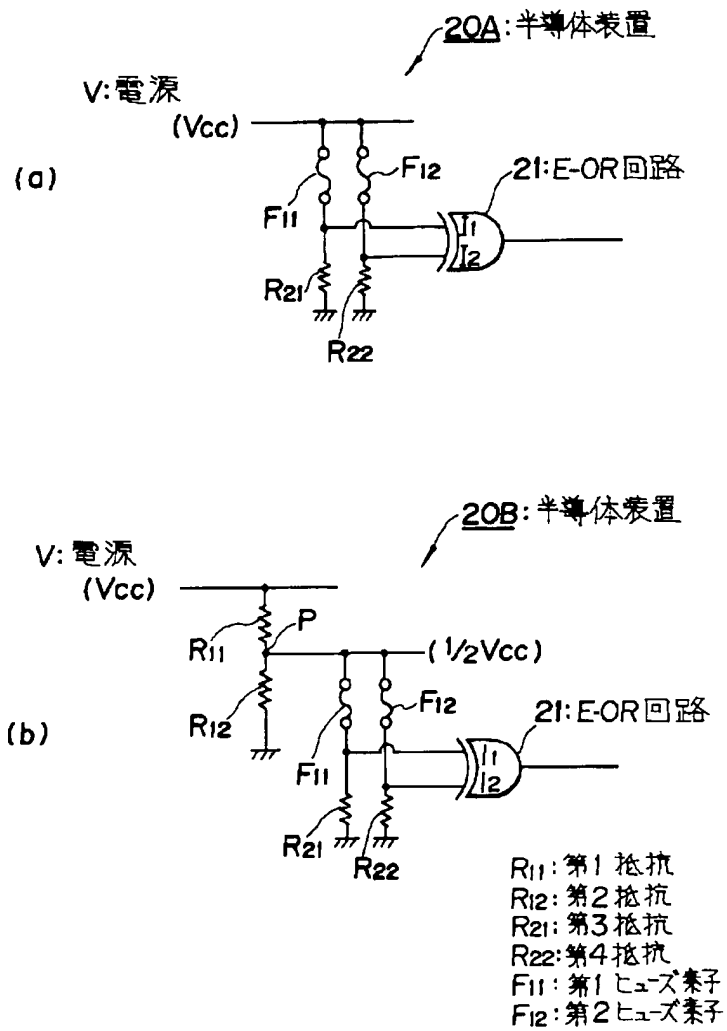 20A:半導体装置
V:電源
(Vcc)
(a)
F11
F12
21:E-OR回路
I1
I2
R21
R22
20B:半導体装置
V:電源
(Vcc)
R11
P
(1/2Vcc)
R12
(b)
F11
F12
21:E-OR回路
I1
I2
R21
R22
R11:第1抵抗
R12:第2抵抗
R21:第3抵抗
R22:第4抵抗
F11:第1ヒューズ素子
F12:第2ヒューズ素子